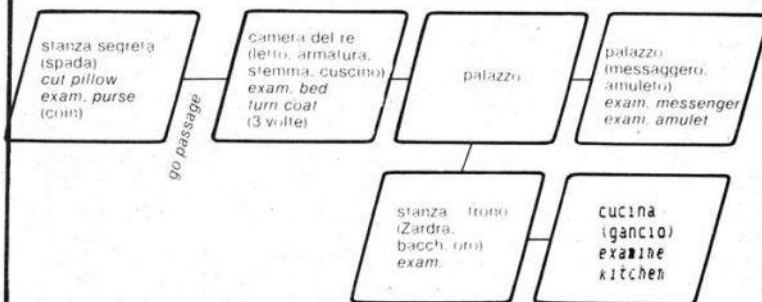 stanza segreta
(spada)
cut pillow
exam. purse
(coin)
go passage
camera del re
(letto, armatura,
stemma, cuscino)
exam. bed
turn coat
(3 volte)
palazzo
palazzo
(messaggero,
amuleto)
exam. messenger
exam. amulet
stanza trono
(Zardra,
bacch. oro)
exam.
cucina
(gancio)
examine
kitchen